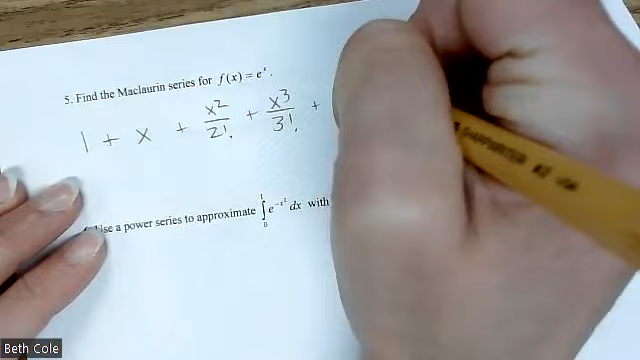 5. Find the Maclaurin series for f(x) = eˣ.
1 + x + x²/2! + x³/3! +
Use a power series to approximate ∫₀¹ e^(-x²) dx with
Beth Cole